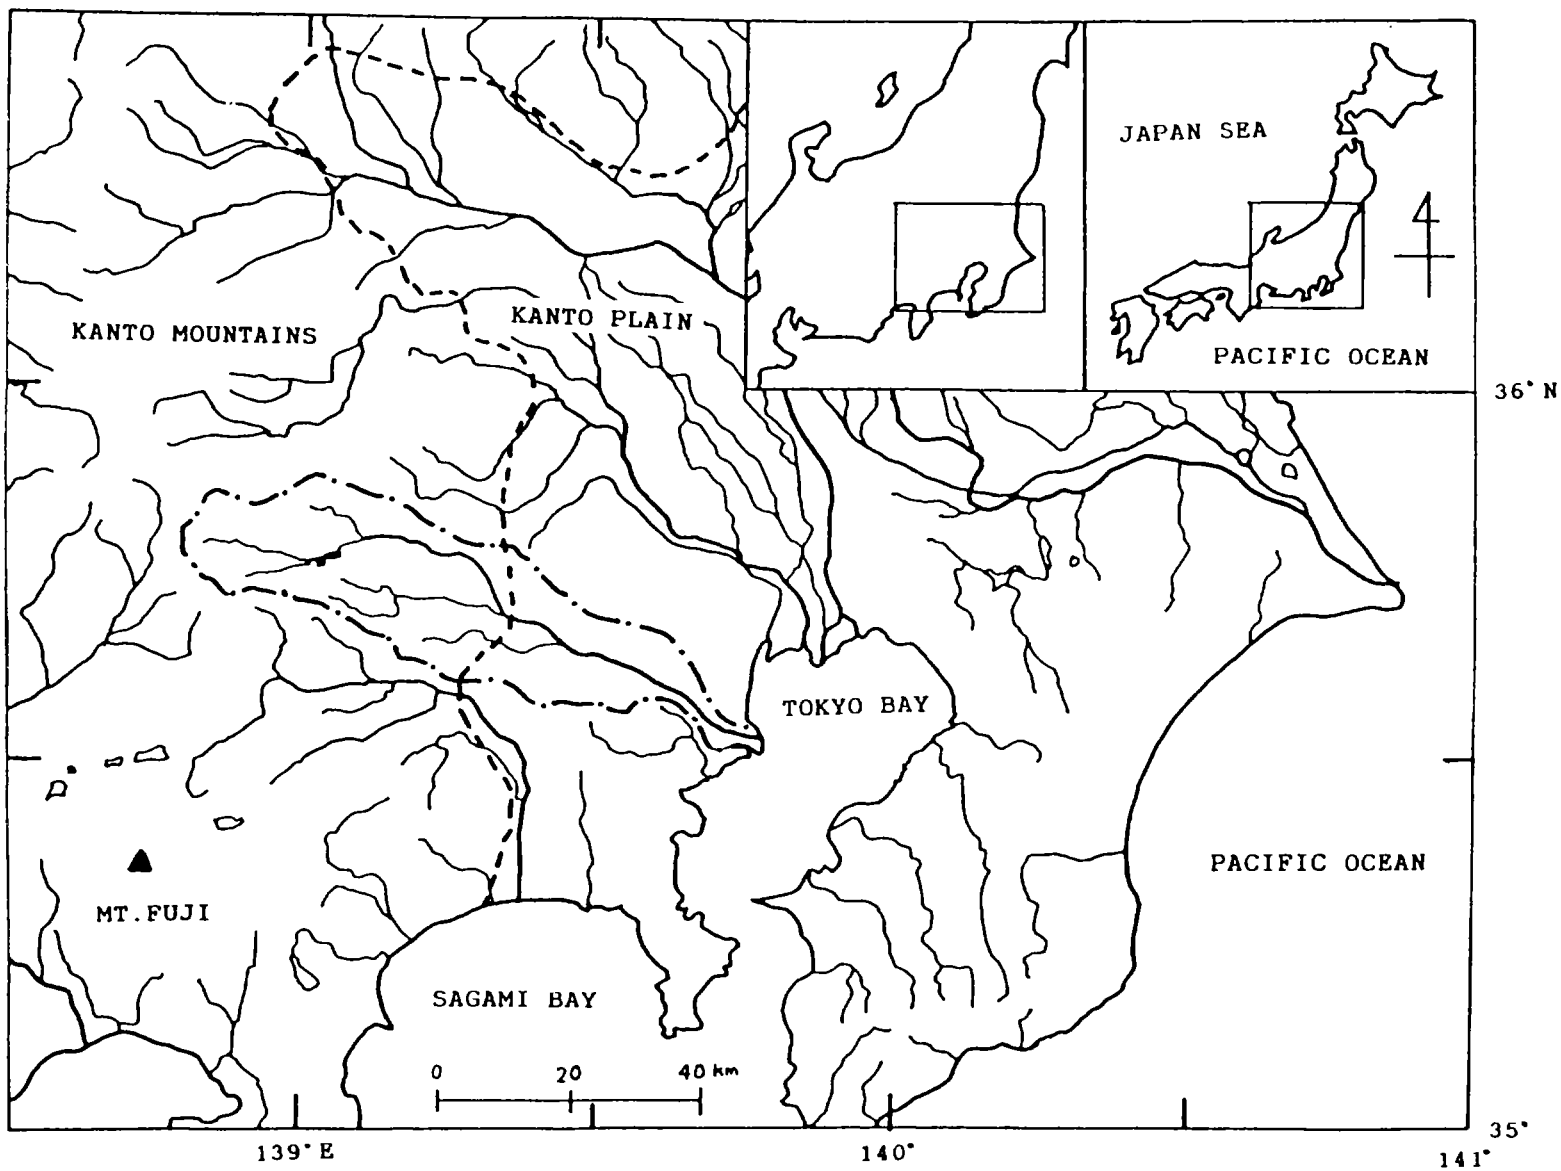 JAPAN SEA
PACIFIC OCEAN
KANTO MOUNTAINS
KANTO PLAIN
36° N
TOKYO BAY
MT.FUJI
PACIFIC OCEAN
SAGAMI BAY
0 20 40 km
35°
139° E 140° 141°